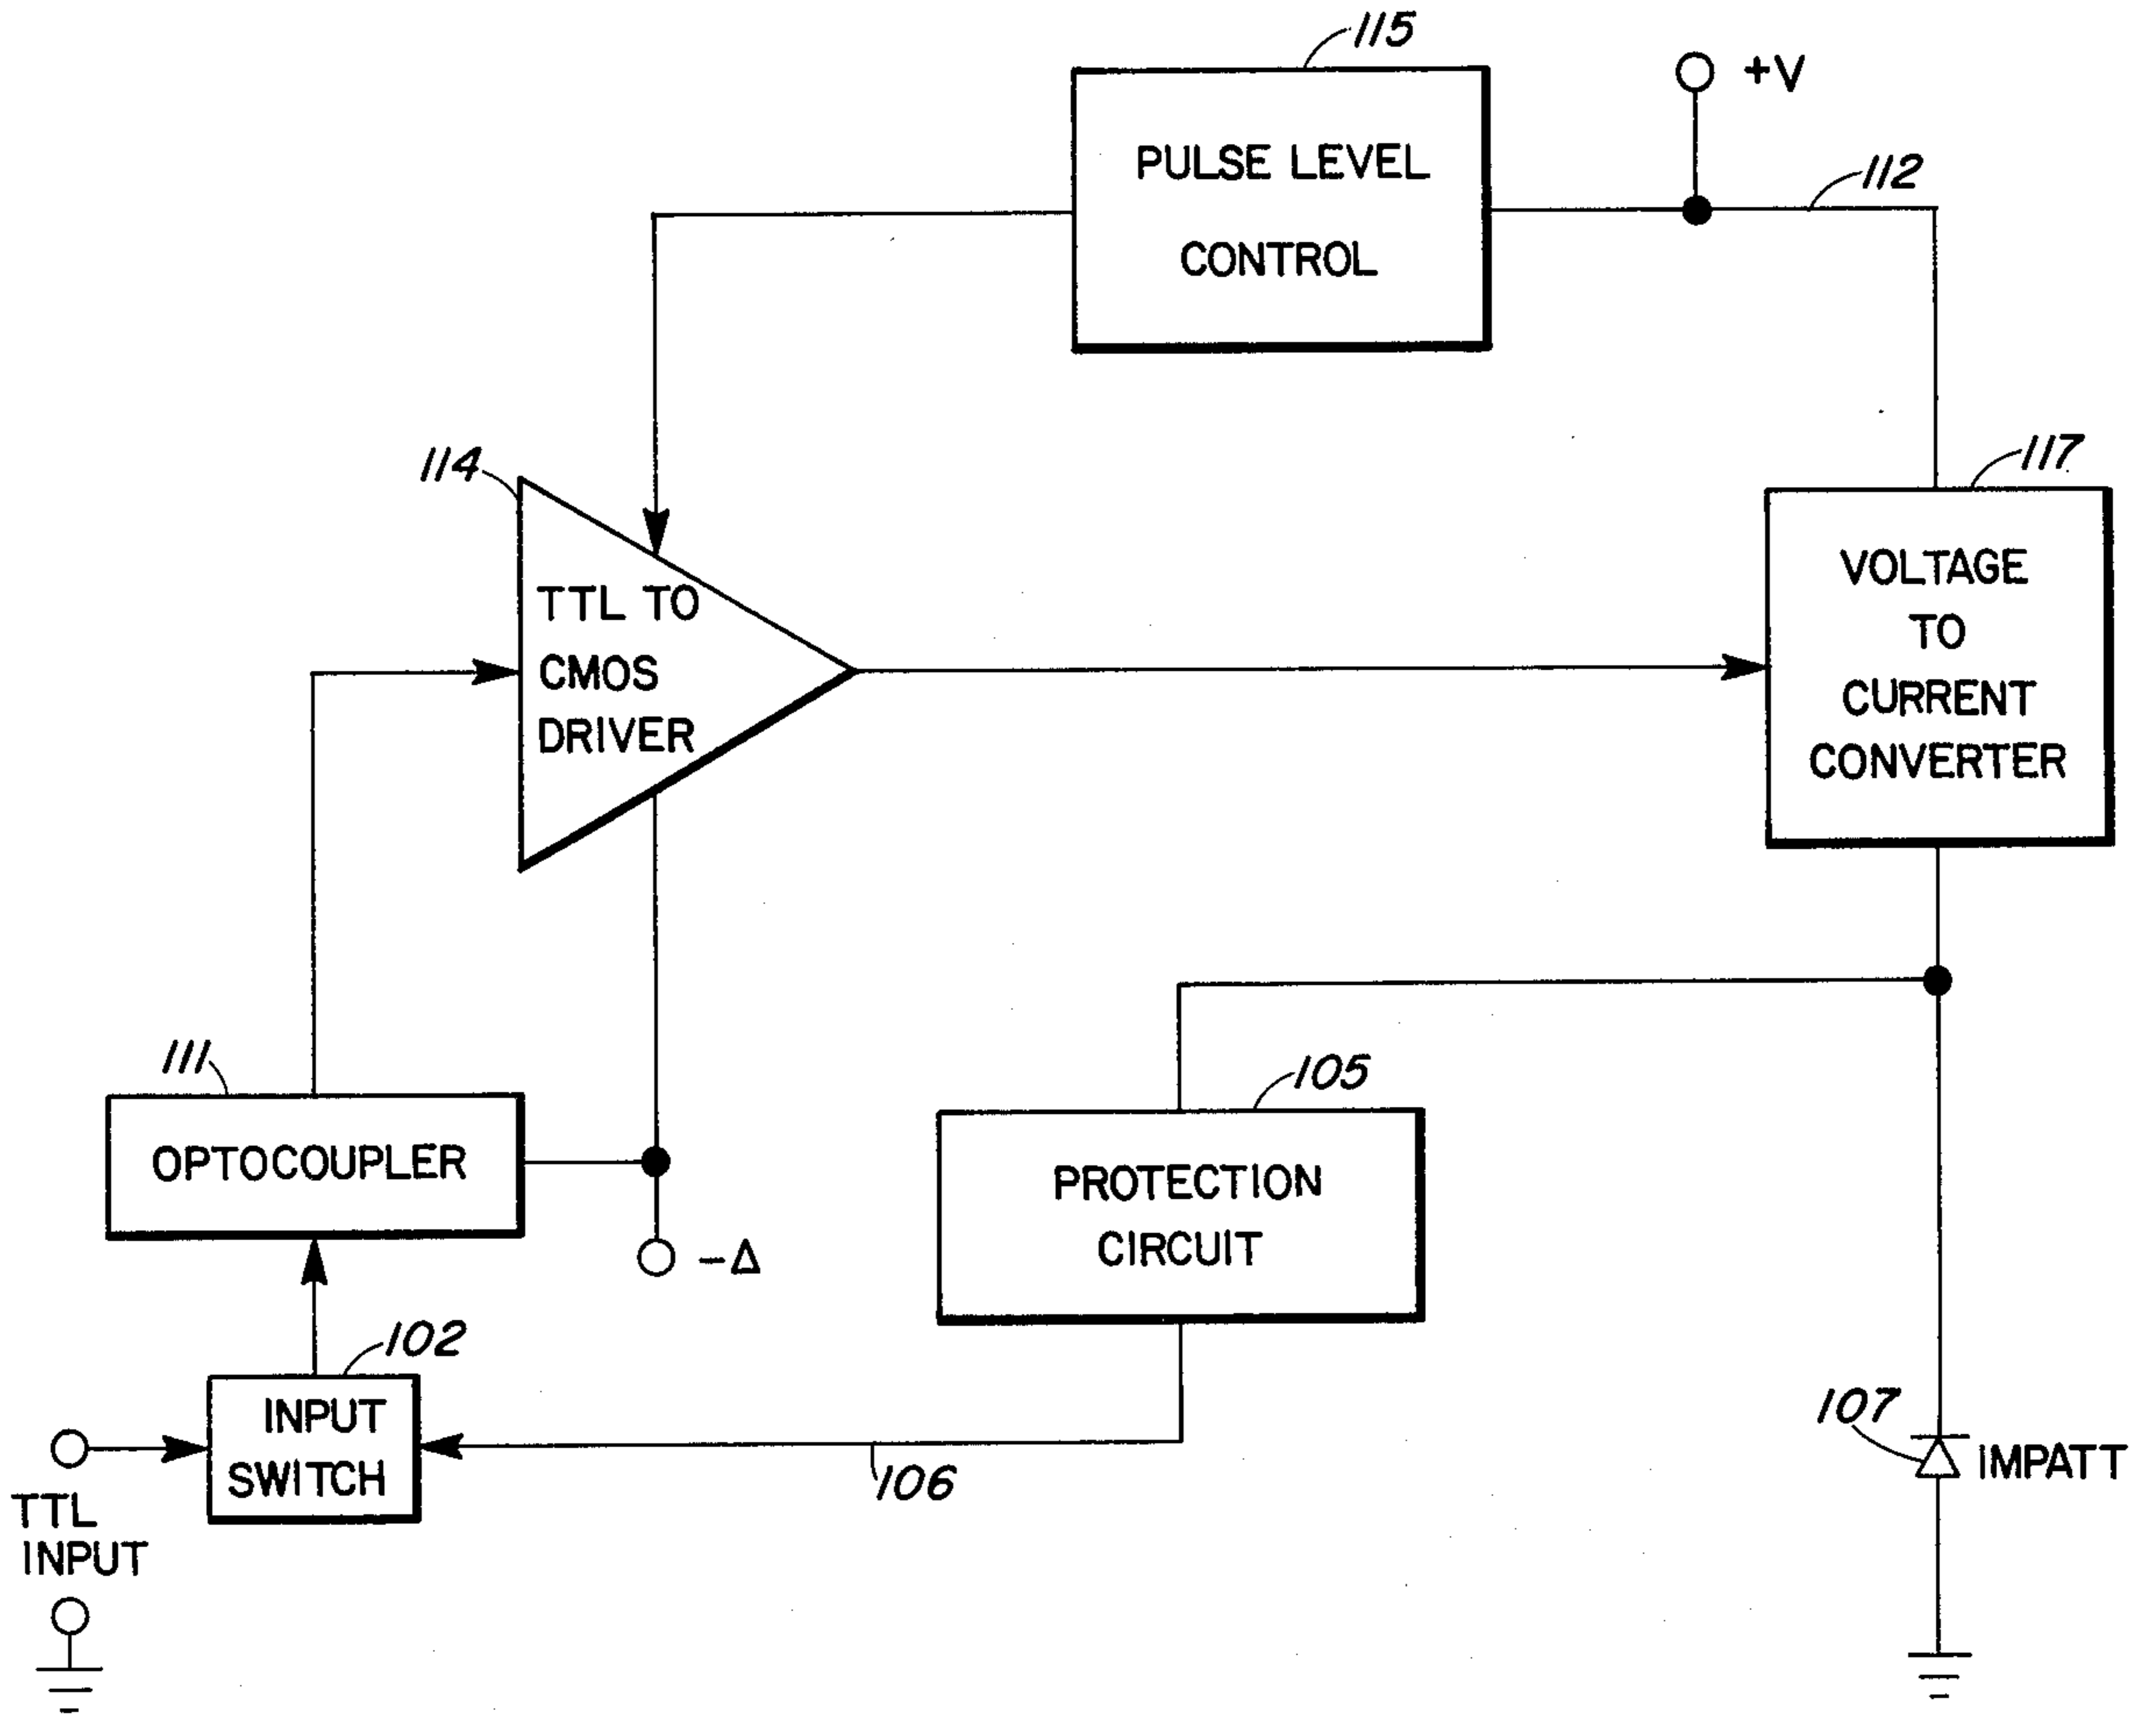 115
+V
PULSE LEVEL
CONTROL
112
114
117
TTL TO
CMOS
DRIVER
VOLTAGE
TO
CURRENT
CONVERTER
111
OPTOCOUPLER
105
PROTECTION
CIRCUIT
-Δ
102
INPUT
SWITCH
106
107
IMPATT
TTL
INPUT